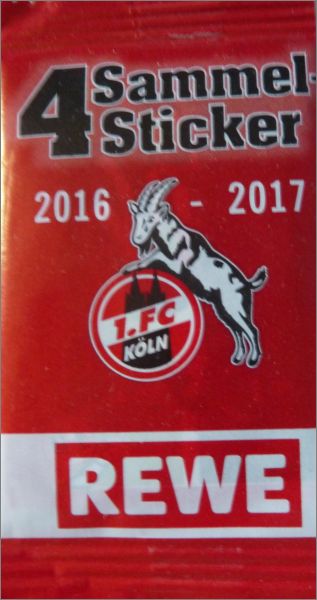 4 Sammel-
Sticker
2016 - 2017
1.FC
KÖLN
REWE